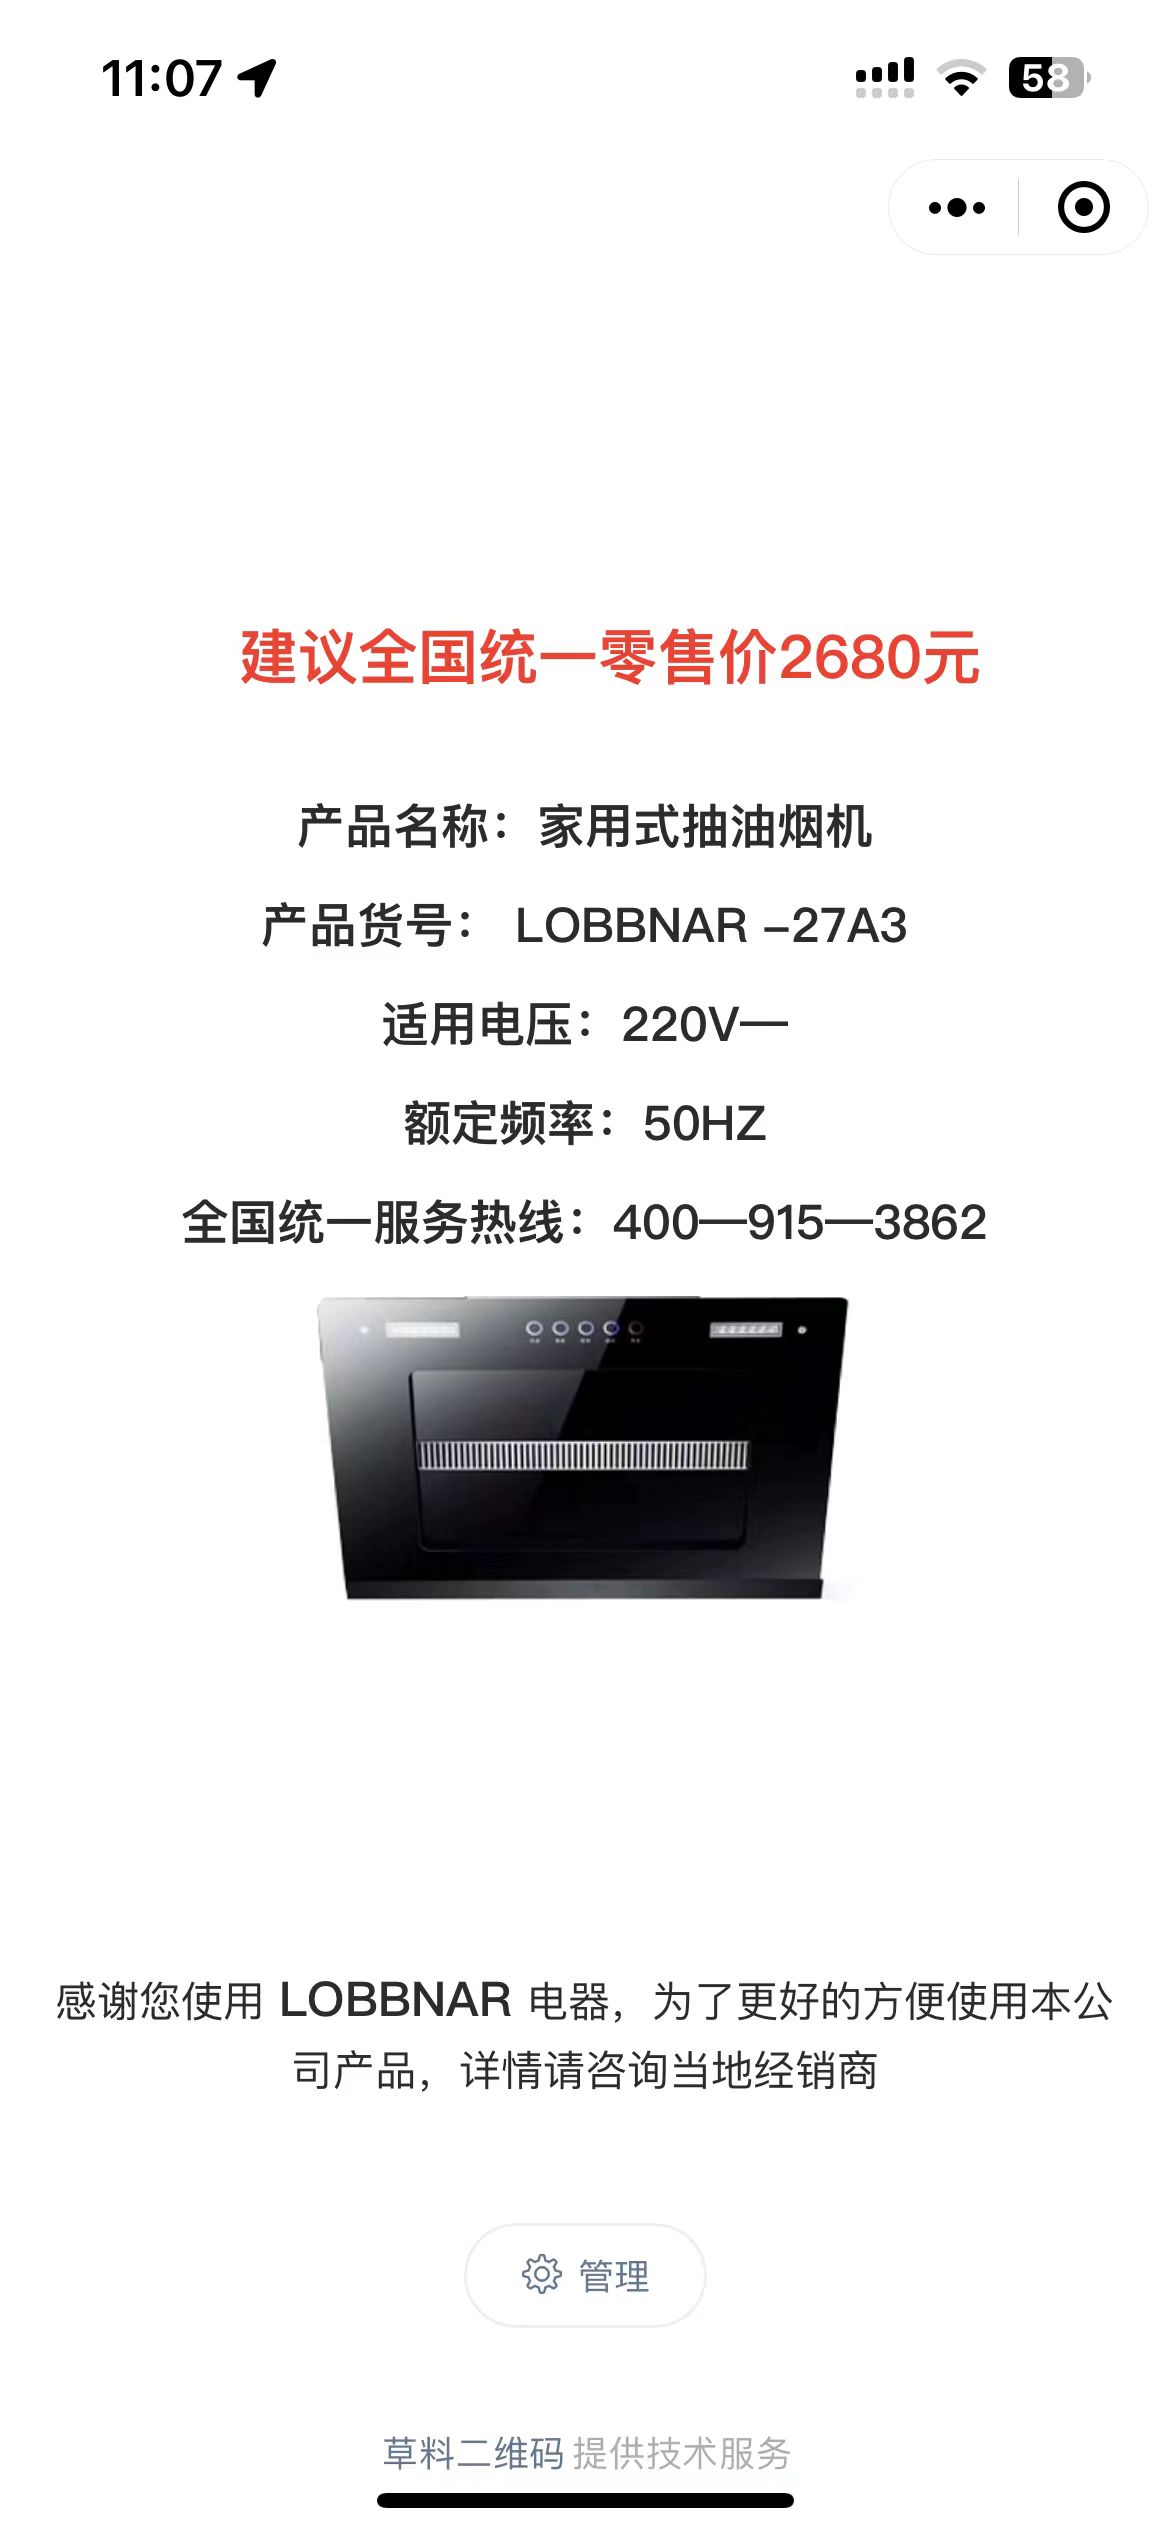 11:07
58
建议全国统一零售价2680元
产品名称：家用式抽油烟机
产品货号： LOBBNAR –27A3
适用电压：220V—
额定频率：50HZ
全国统一服务热线：400—915—3862
感谢您使用 LOBBNAR 电器，为了更好的方便使用本公
司产品，详情请咨询当地经销商
管理
草料二维码 提供技术服务